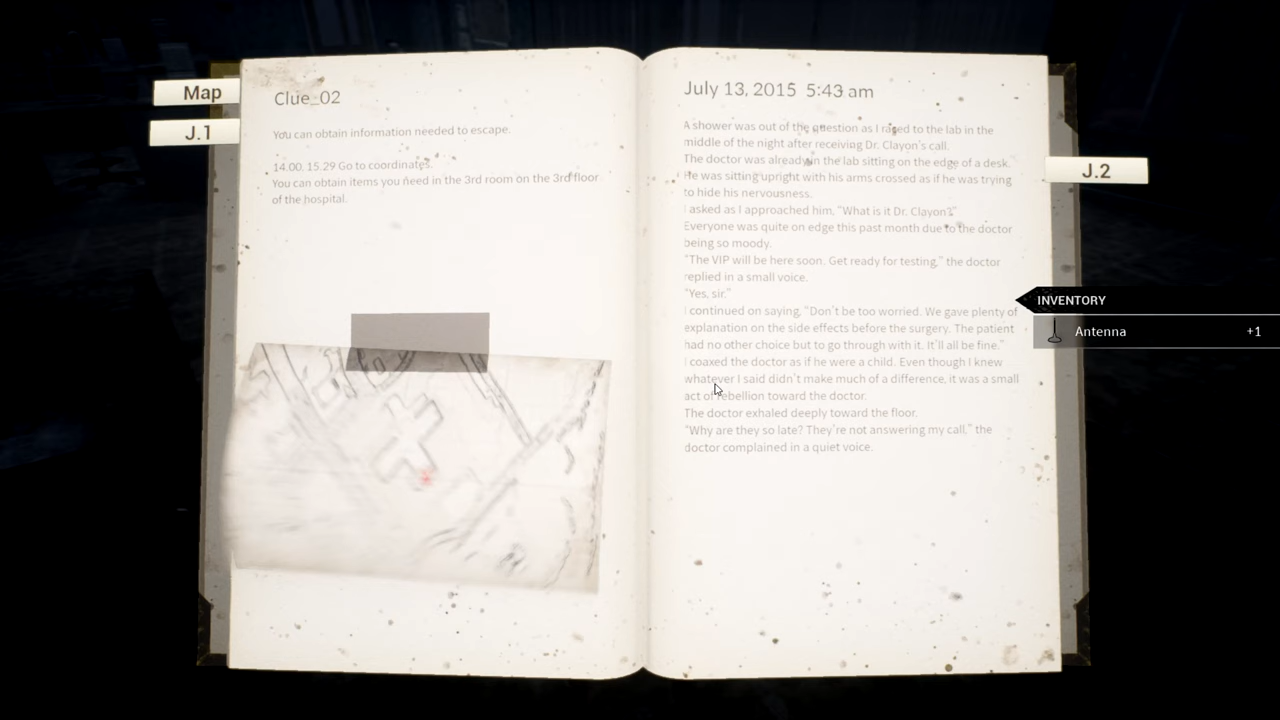 Map
J.1
Clue_02
You can obtain information needed to escape.
14.00. 15.29 Go to coordinates.
You can obtain items you need in the 3rd room on the 3rd floor
of the hospital.
July 13, 2015 5:43 am
A shower was out of the question as I raced to the lab in the
middle of the night after receiving Dr. Clayon's call.
The doctor was already in the lab sitting on the edge of a desk.
He was sitting upright with his arms crossed as if he was trying
to hide his nervousness.
I asked as I approached him, "What is it Dr. Clayon?"
Everyone was quite on edge this past month due to the doctor
being so moody.
"The VIP will be here soon. Get ready for testing," the doctor
replied in a small voice.
"Yes, sir."
I continued on saying, "Don't be too worried. We gave plenty of
explanation on the side effects before the surgery. The patient
had no other choice but to go through with it. It'll all be fine."
I coaxed the doctor as if he were a child. Even though I knew
whatever I said didn't make much of a difference, it was a small
act of rebellion toward the doctor.
The doctor exhaled deeply toward the floor.
"Why are they so late? They're not answering my call," the
doctor complained in a quiet voice.
J.2
INVENTORY
Antenna +1